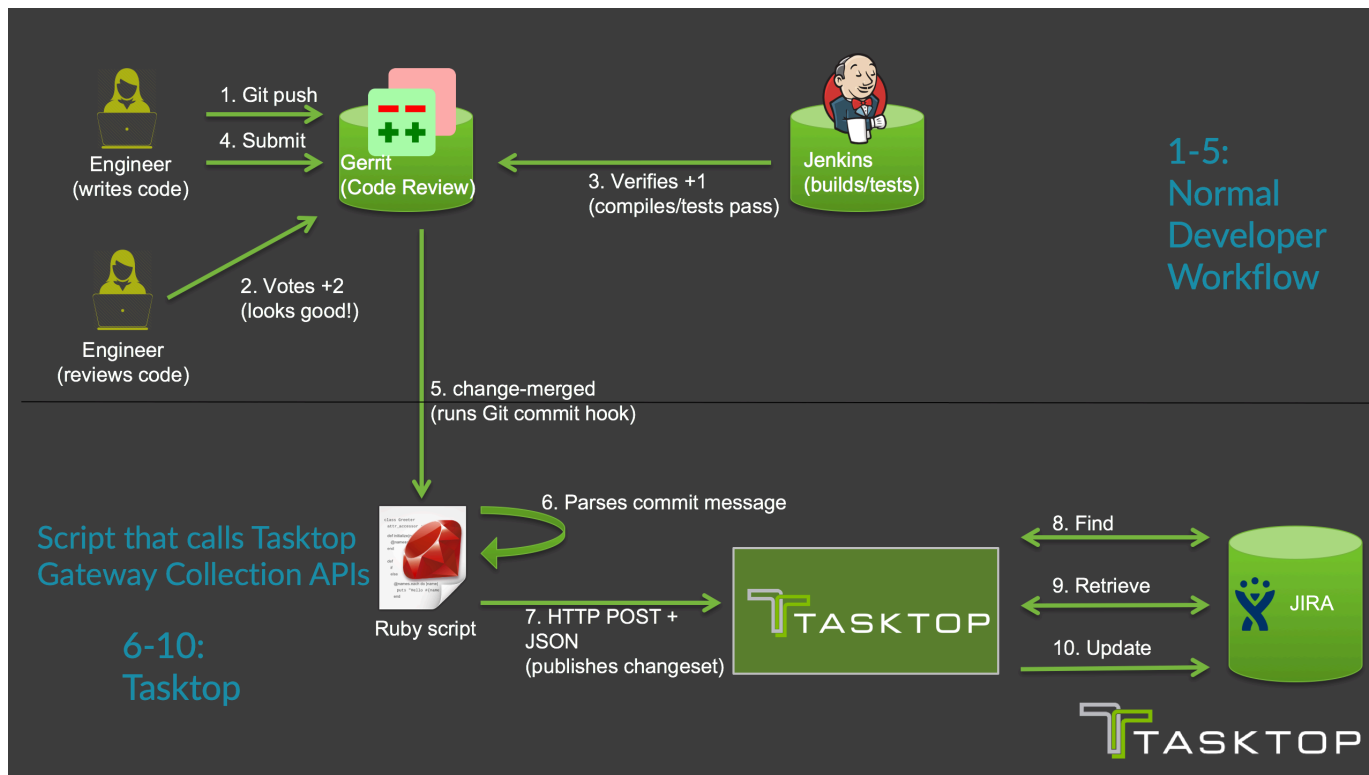 1. Git push
4. Submit
Engineer
(writes code)
Gerrit
(Code Review)
3. Verifies +1
(compiles/tests pass)
Jenkins
(builds/tests)
1-5:
Normal
Developer
Workflow
2. Votes +2
(looks good!)
Engineer
(reviews code)
5. change-merged
(runs Git commit hook)
Script that calls Tasktop
Gateway Collection APIs
6-10:
Tasktop
6. Parses commit message
Ruby script
7. HTTP POST +
JSON
(publishes changeset)
TASKTOP
8. Find
9. Retrieve
10. Update
JIRA
TASKTOP